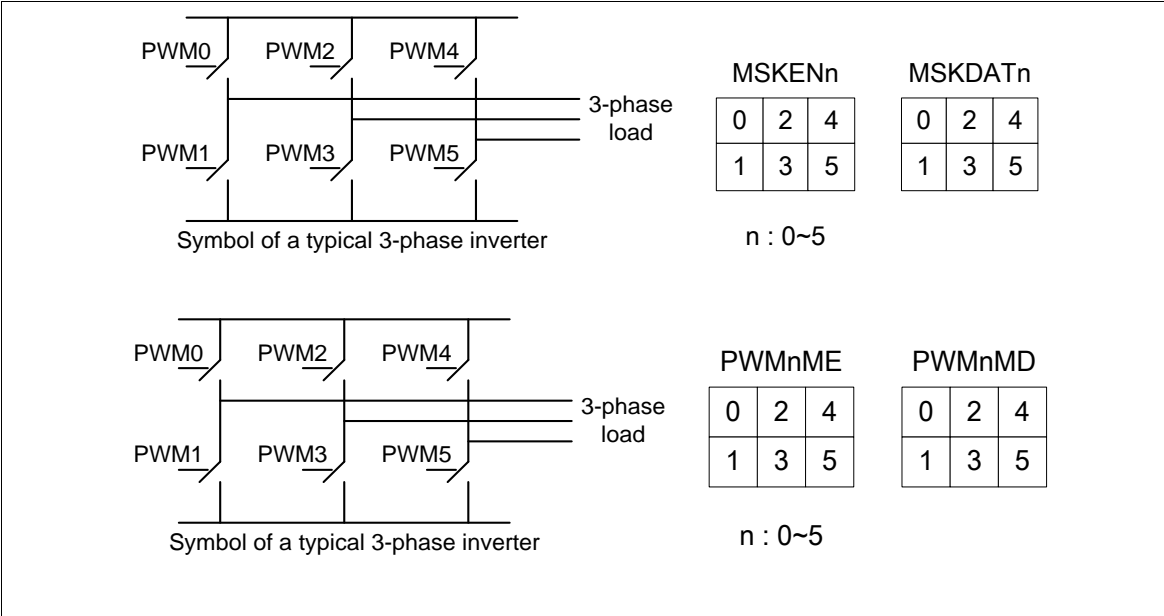 PWM0 PWM2 PWM4
MSKENn MSKDATn
0 2 4 0 2 4
3-phase
load
PWM1 PWM3 PWM5
1 3 5 1 3 5
Symbol of a typical 3-phase inverter
n : 0~5
PWM0 PWM2 PWM4
PWMnME PWMnMD
0 2 4 0 2 4
3-phase
load
PWM1 PWM3 PWM5
1 3 5 1 3 5
Symbol of a typical 3-phase inverter
n : 0~5